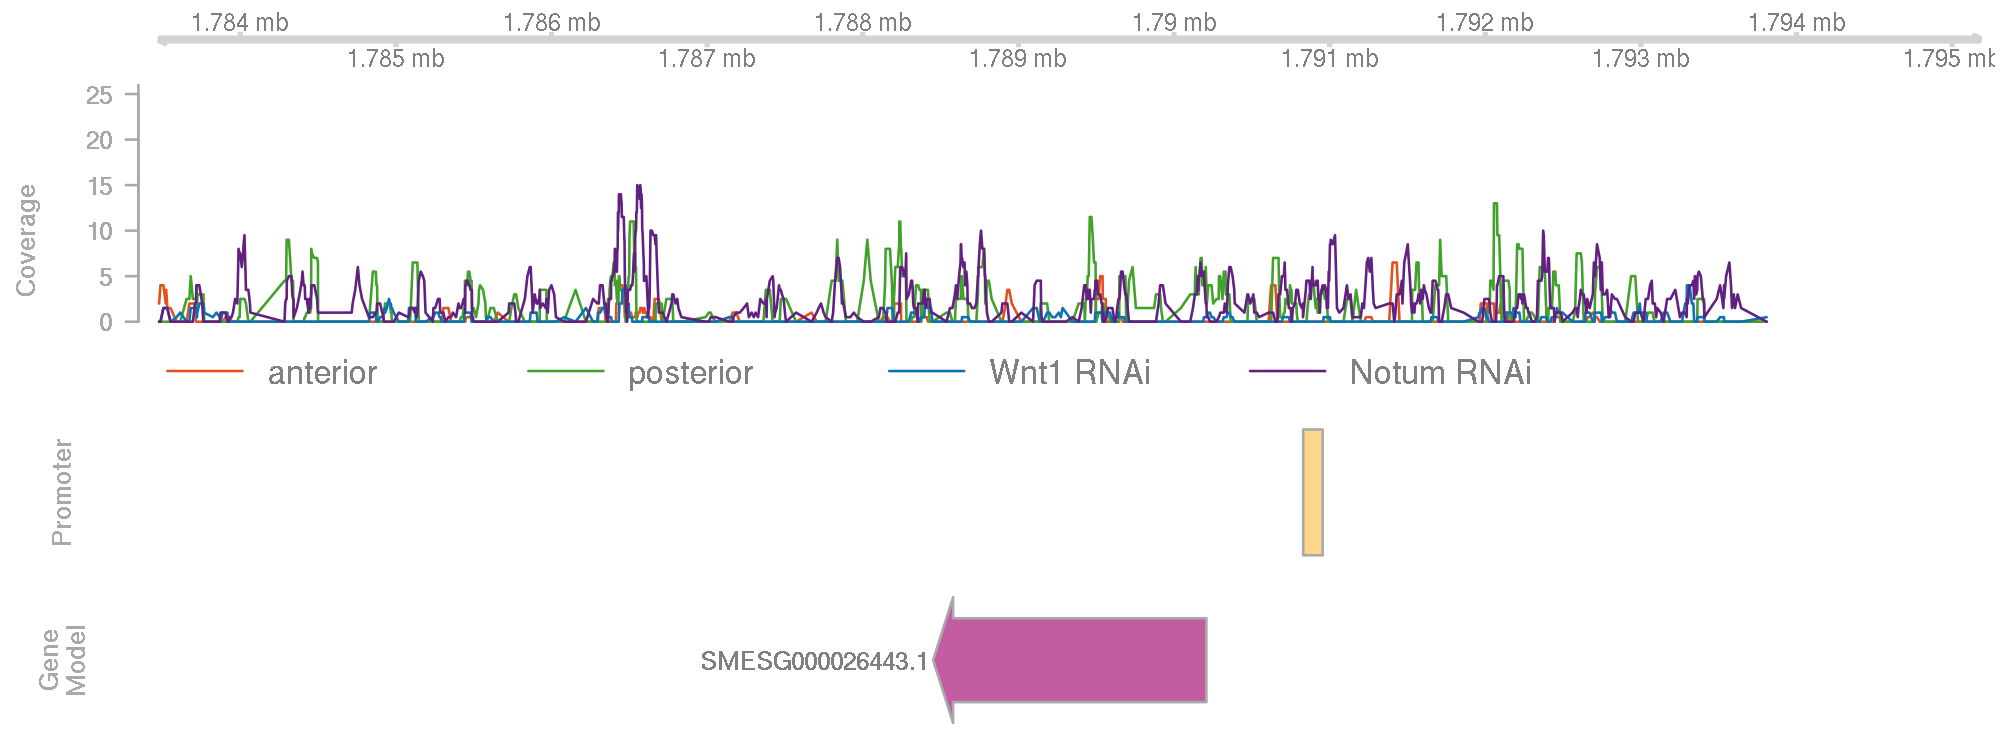 1.784 mb 1.786 mb 1.788 mb 1.79 mb 1.792 mb 1.794 mb
1.785 mb 1.787 mb 1.789 mb 1.791 mb 1.793 mb 1.795 mb
25
20
15
10
5
0
Coverage
anterior posterior Wnt1 RNAi Notum RNAi
Promoter
Gene
Model
SMESG000026443.1